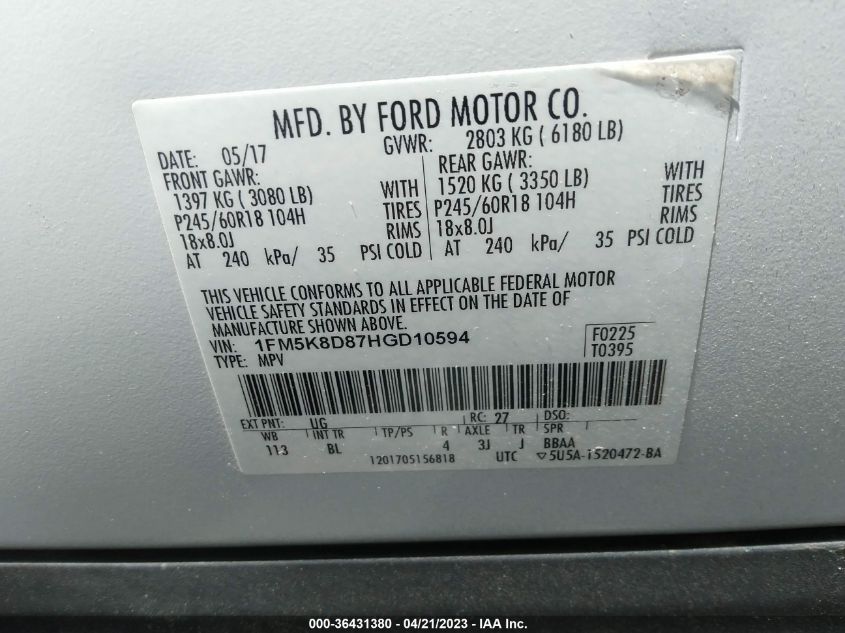 MFD. BY FORD MOTOR CO.
DATE: 05/17 GVWR: 2803 KG ( 6180 LB)
FRONT GAWR: REAR GAWR:
1397 KG ( 3080 LB) WITH 1520 KG ( 3350 LB) WITH
P245/60R18 104H TIRES P245/60R18 104H TIRES
18x8.0J RIMS 18x8.0J RIMS
AT 240 kPa/ 35 PSI COLD AT 240 kPa/ 35 PSI COLD
THIS VEHICLE CONFORMS TO ALL APPLICABLE FEDERAL MOTOR
VEHICLE SAFETY STANDARDS IN EFFECT ON THE DATE OF
MANUFACTURE SHOWN ABOVE.
VIN: 1FM5K8D87HGD10594 F0225
TYPE: MPV T0395
EXT PNT: UG RC: 27 DSO:
WB INT TR TP/PS R AXLE TR SPR
113 BL 4 3J J BBAA
1201705156818 UTC ▽5U5A-1520472-BA
000-36431380 - 04/21/2023 - IAA Inc.